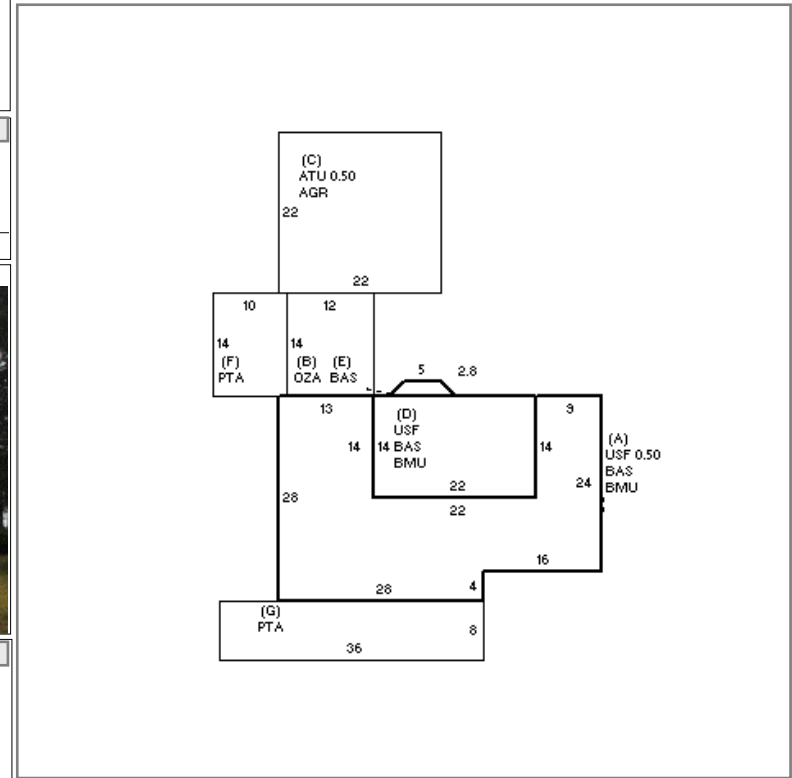 (C)
ATU 0.50
AGR
22
22
10
12
14
14
(F)
(B) (E)
PTA
OZA BAS
5
2.8
13
9
(D)
USF
BAS
BMU
14
14
14
(A)
USF 0.50
BAS
BMU
24
22
28
22
16
28
4
(G)
PTA
8
36